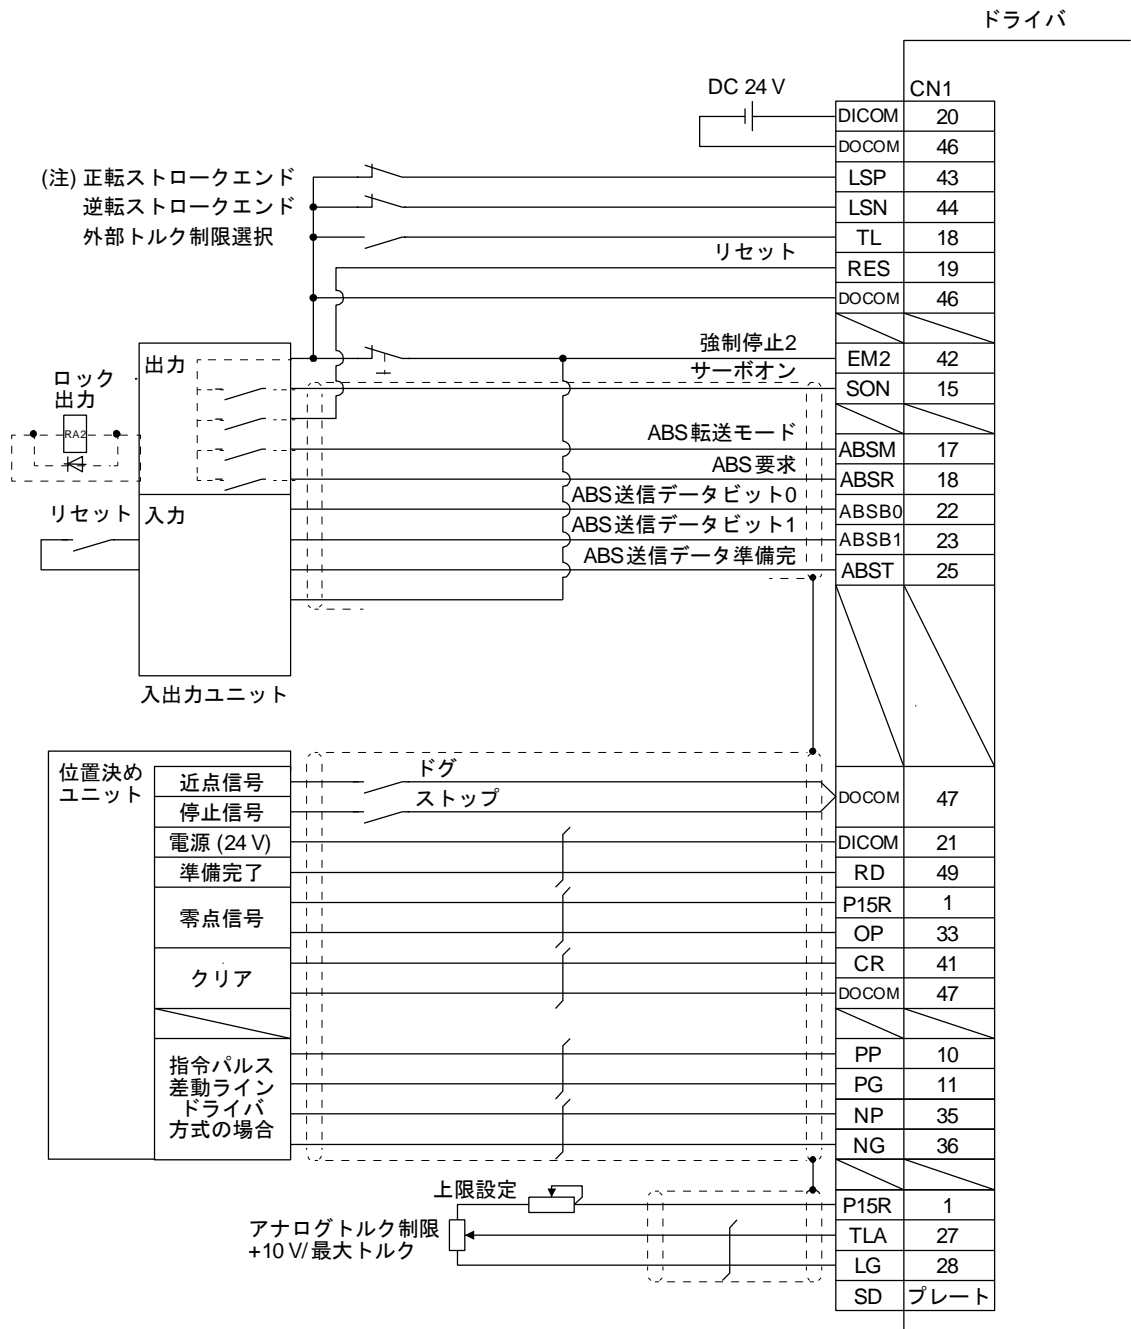 ドライバ
DC 24 V
CN1
DICOM 20
DOCOM 46
(注) 正転ストロークエンド LSP 43
逆転ストロークエンド LSN 44
外部トルク制限選択 TL 18
リセット RES 19
DOCOM 46
出力 強制停止2 EM2 42
サーボオン SON 15
ロック
出力
RA2
ABS転送モード ABSM 17
ABS要求 ABSR 18
ABS送信データビット0 ABSB0 22
リセット 入力 ABS送信データビット1 ABSB1 23
ABS送信データ準備完 ABST 25
入出力ユニット
位置決め
ユニット
近点信号 ドグ
停止信号 ストップ
DOCOM 47
電源 (24 V) DICOM 21
準備完了 RD 49
零点信号
P15R 1
OP 33
クリア
CR 41
DOCOM 47
指令パルス
差動ライン
ドライバ
方式の場合
PP 10
PG 11
NP 35
NG 36
上限設定 P15R 1
アナログトルク制限
+10 V/最大トルク
TLA 27
LG 28
SD プレート